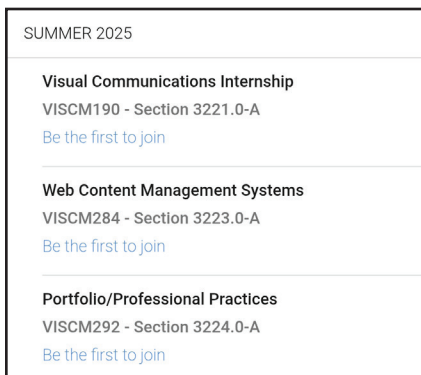 SUMMER 2025
Visual Communications Internship
VISCM190 - Section 3221.0-A
Be the first to join
Web Content Management Systems
VISCM284 - Section 3223.0-A
Be the first to join
Portfolio/Professional Practices
VISCM292 - Section 3224.0-A
Be the first to join